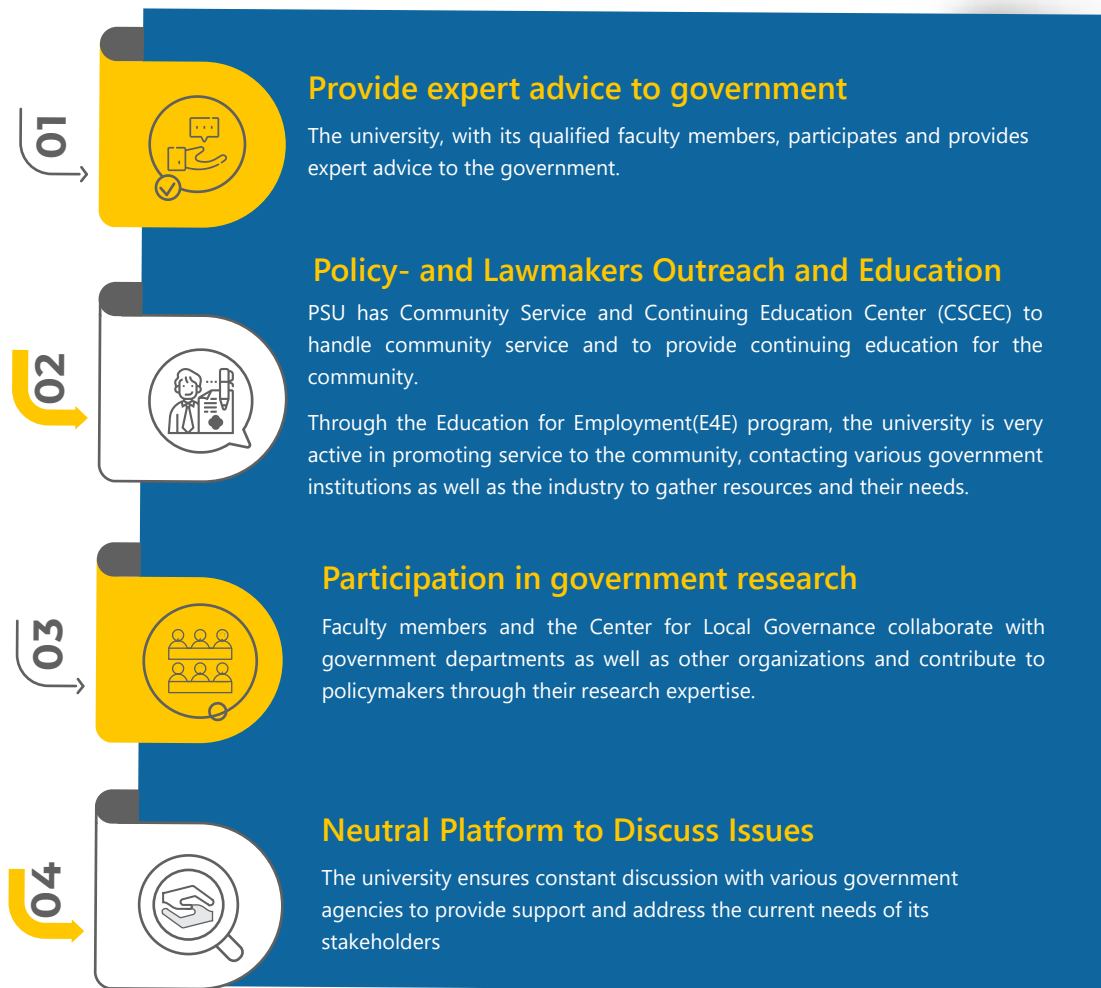 01
Provide expert advice to government
The university, with its qualified faculty members, participates and provides
expert advice to the government.
02
Policy- and Lawmakers Outreach and Education
PSU has Community Service and Continuing Education Center (CSCEC) to
handle community service and to provide continuing education for the
community.
Through the Education for Employment(E4E) program, the university is very
active in promoting service to the community, contacting various government
institutions as well as the industry to gather resources and their needs.
03
Participation in government research
Faculty members and the Center for Local Governance collaborate with
government departments as well as other organizations and contribute to
policymakers through their research expertise.
04
Neutral Platform to Discuss Issues
The university ensures constant discussion with various government
agencies to provide support and address the current needs of its
stakeholders